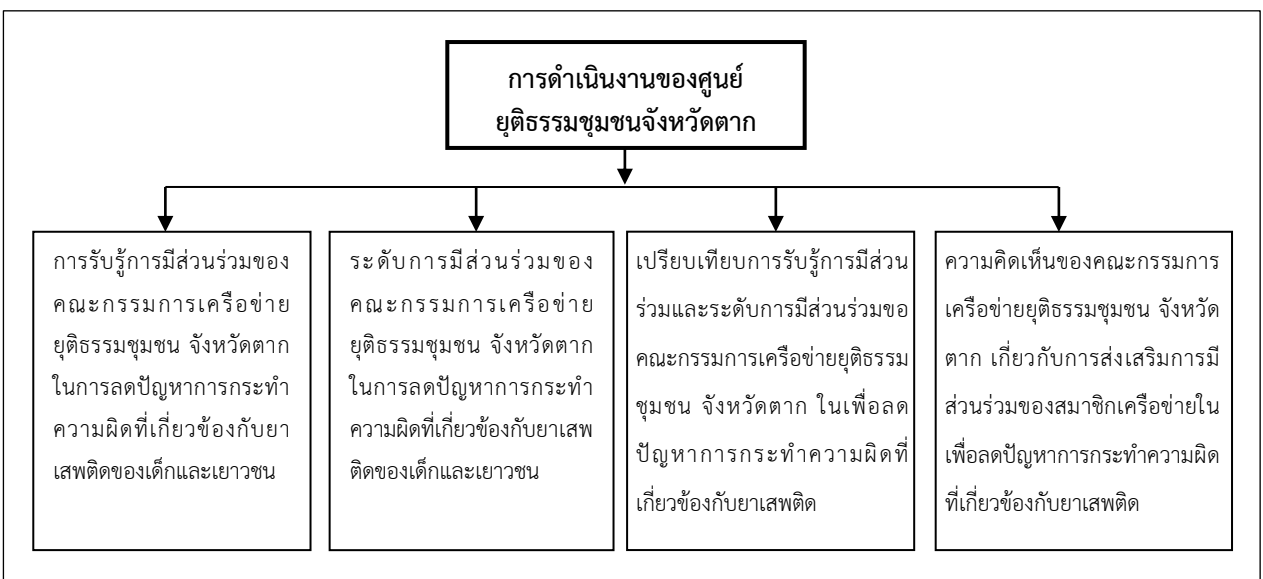 การดำเนินงานของศูนย์
ยุติธรรมชุมชนจังหวัดตาก
การรับรู้การมีส่วนร่วมของ
คณะกรรมการเครือข่าย
ยุติธรรมชุมชน จังหวัดตาก
ในการลดปัญหาการกระทำ
ความผิดที่เกี่ยวข้องกับยา
เสพติดของเด็กและเยาวชน
ระดับการมีส่วนร่วมของ
คณะกรรมการเครือข่าย
ยุติธรรมชุมชน จังหวัดตาก
ในการลดปัญหาการกระทำ
ความผิดที่เกี่ยวข้องกับยาเสพ
ติดของเด็กและเยาวชน
เปรียบเทียบการรับรู้การมีส่วน
ร่วมและระดับการมีส่วนร่วมขอ
คณะกรรมการเครือข่ายยุติธรรม
ชุมชน จังหวัดตาก ในเพื่อลด
ปัญหาการกระทำความผิดที่
เกี่ยวข้องกับยาเสพติด
ความคิดเห็นของคณะกรรมการ
เครือข่ายยุติธรรมชุมชน จังหวัด
ตาก เกี่ยวกับการส่งเสริมการมี
ส่วนร่วมของสมาชิกเครือข่ายใน
เพื่อลดปัญหาการกระทำความผิด
ที่เกี่ยวข้องกับยาเสพติด